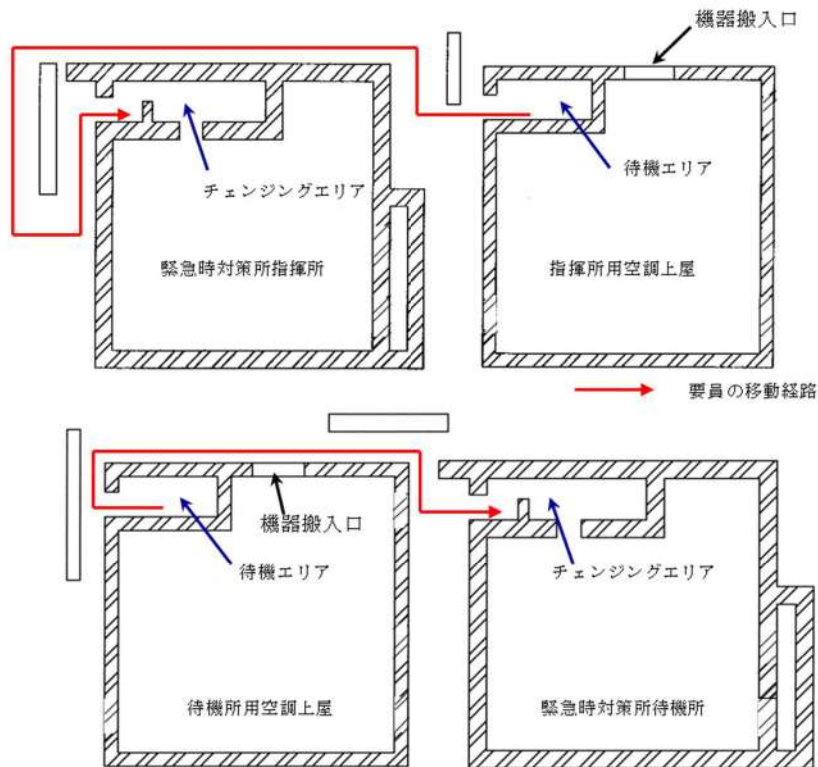 機器搬入口
チェンジングエリア
待機エリア
緊急時対策所指揮所
指揮所用空調上屋
要員の移動経路
機器搬入口
待機エリア
チェンジングエリア
待機所用空調上屋
緊急時対策所待機所